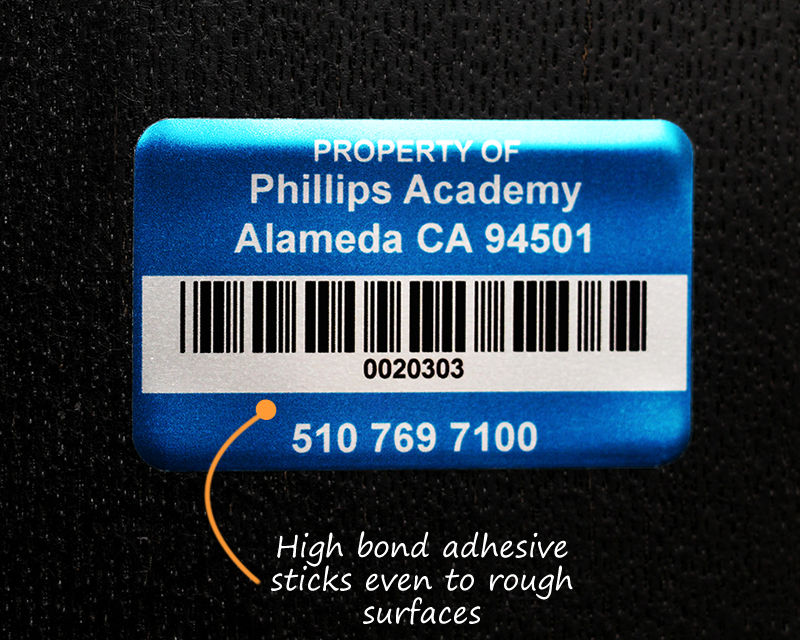 PROPERTY OF
Phillips Academy
Alameda CA 94501
0020303
510 769 7100
High bond adhesive
sticks even to rough
surfaces